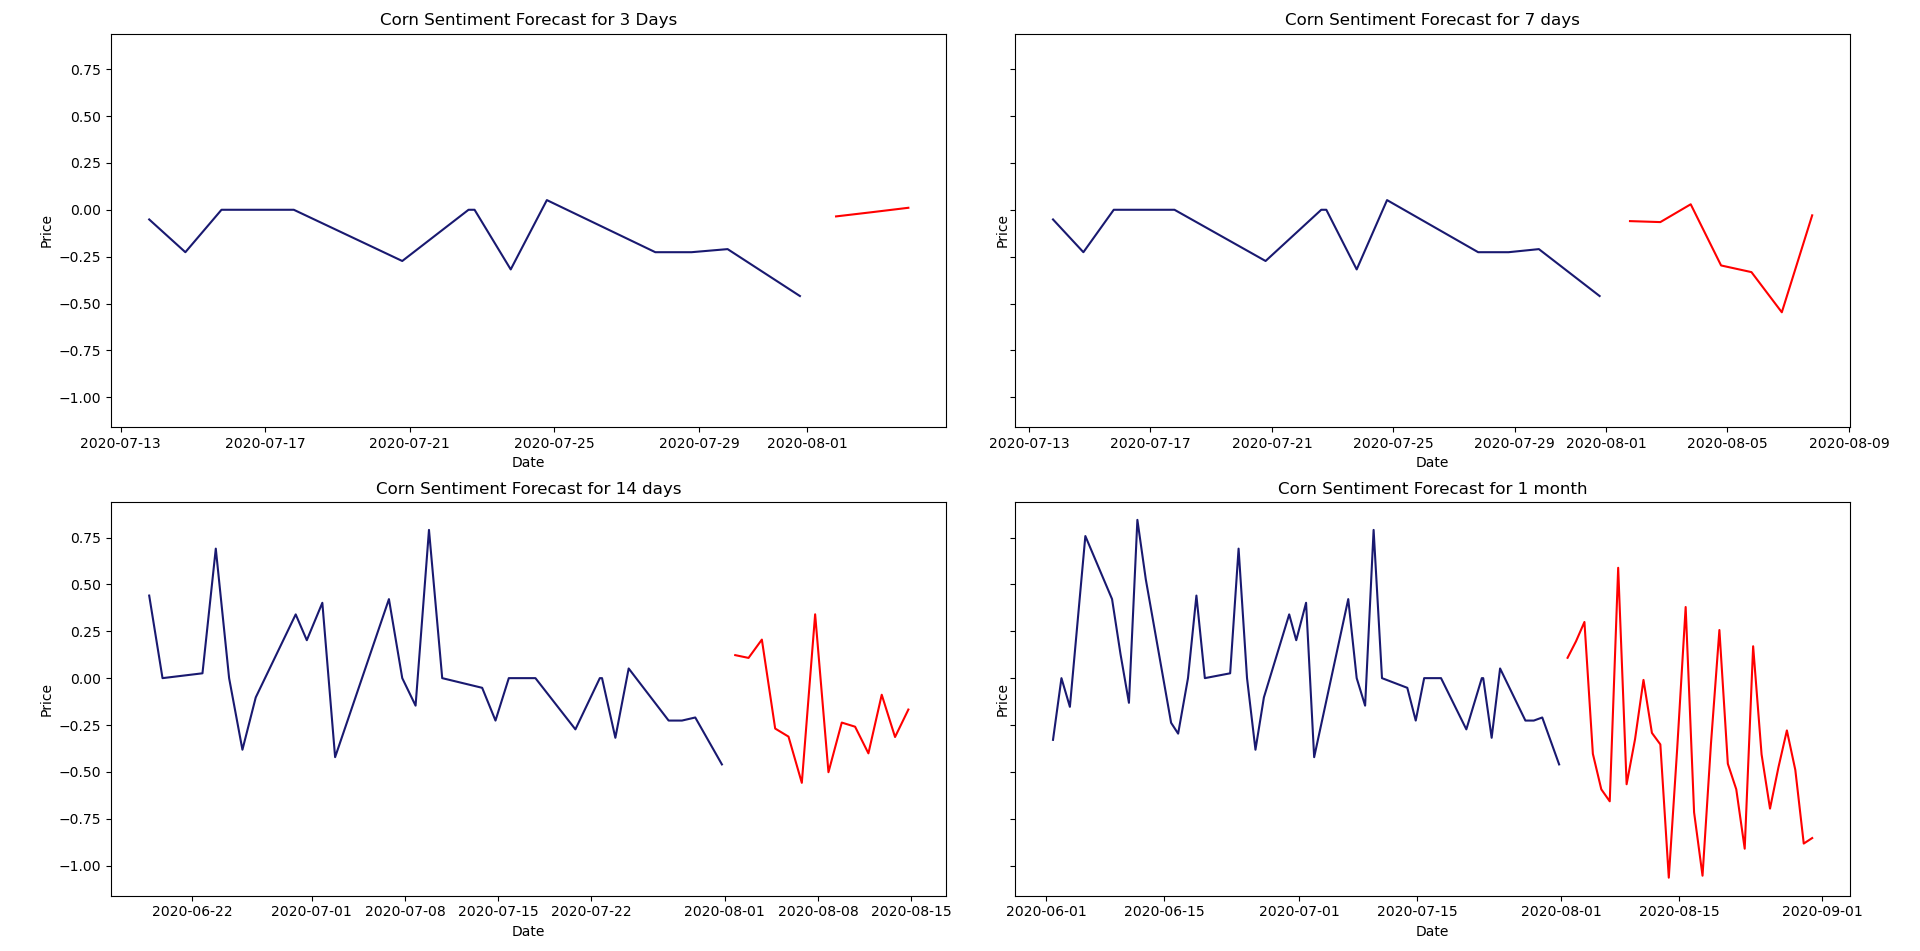 Corn Sentiment Forecast for 3 Days
Price
0.75
0.50
0.25
0.00
−0.25
−0.50
−0.75
−1.00
2020-07-13 2020-07-17 2020-07-21 2020-07-25 2020-07-29 2020-08-01
Date
Corn Sentiment Forecast for 7 days
Price
2020-07-13 2020-07-17 2020-07-21 2020-07-25 2020-07-29 2020-08-01 2020-08-05 2020-08-09
Date
Corn Sentiment Forecast for 14 days
Price
0.75
0.50
0.25
0.00
−0.25
−0.50
−0.75
−1.00
2020-06-22 2020-07-01 2020-07-08 2020-07-15 2020-07-22 2020-08-01 2020-08-08 2020-08-15
Date
Corn Sentiment Forecast for 1 month
Price
2020-06-01 2020-06-15 2020-07-01 2020-07-15 2020-08-01 2020-08-15 2020-09-01
Date